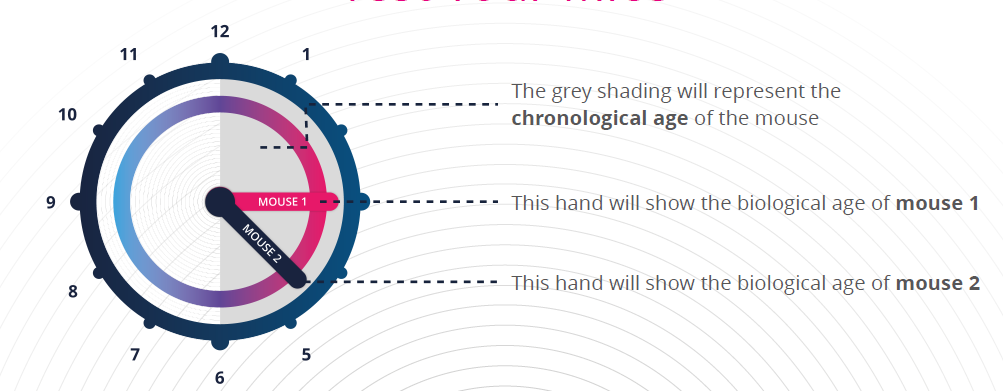 12
11
1
10
9
8
7
5
6
MOUSE 1
MOUSE 2
The grey shading will represent the
chronological age of the mouse
This hand will show the biological age of mouse 1
This hand will show the biological age of mouse 2